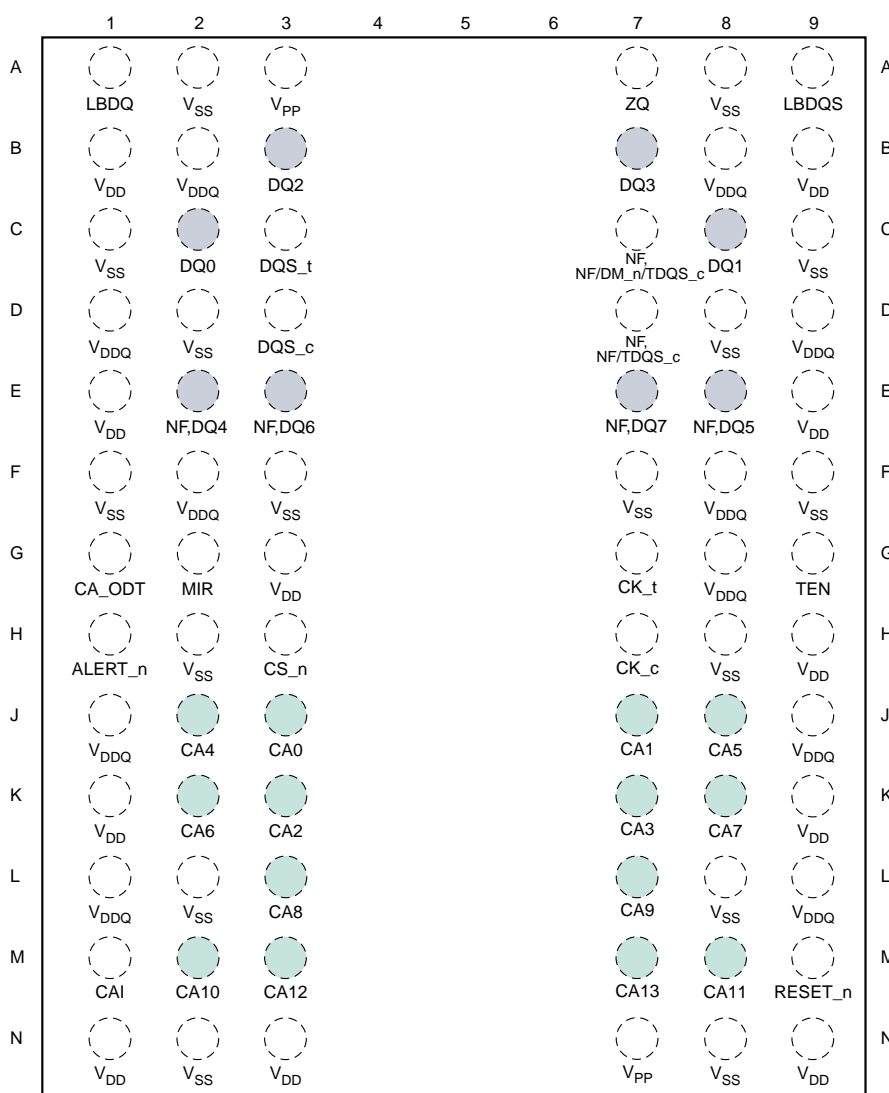 1 2 3 4 5 6 7 8 9
A A
LBDQ VSS VPP ZQ VSS LBDQS
B B
VDD VDDQ DQ2 DQ3 VDDQ VDD
C C
VSS DQ0 DQS_t NF, NF/DM_n/TDQS_c DQ1 VSS
D D
VDDQ VSS DQS_c NF, NF/TDQS_c VSS VDDQ
E E
VDD NF,DQ4 NF,DQ6 NF,DQ7 NF,DQ5 VDD
F F
VSS VDDQ VSS VSS VDDQ VSS
G G
CA_ODT MIR VDD CK_t VDDQ TEN
H H
ALERT_n VSS CS_n CK_c VSS VDD
J J
VDDQ CA4 CA0 CA1 CA5 VDDQ
K K
VDD CA6 CA2 CA3 CA7 VDD
L L
VDDQ VSS CA8 CA9 VSS VDDQ
M M
CAI CA10 CA12 CA13 CA11 RESET_n
N N
VDD VSS VDD VPP VSS VDD